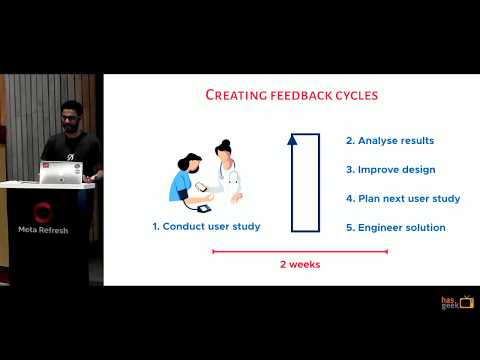 CREATING FEEDBACK CYCLES
2. Analyse results
3. Improve design
4. Plan next user study
1. Conduct user study
5. Engineer solution
2 weeks
Meta Refresh
has
geek